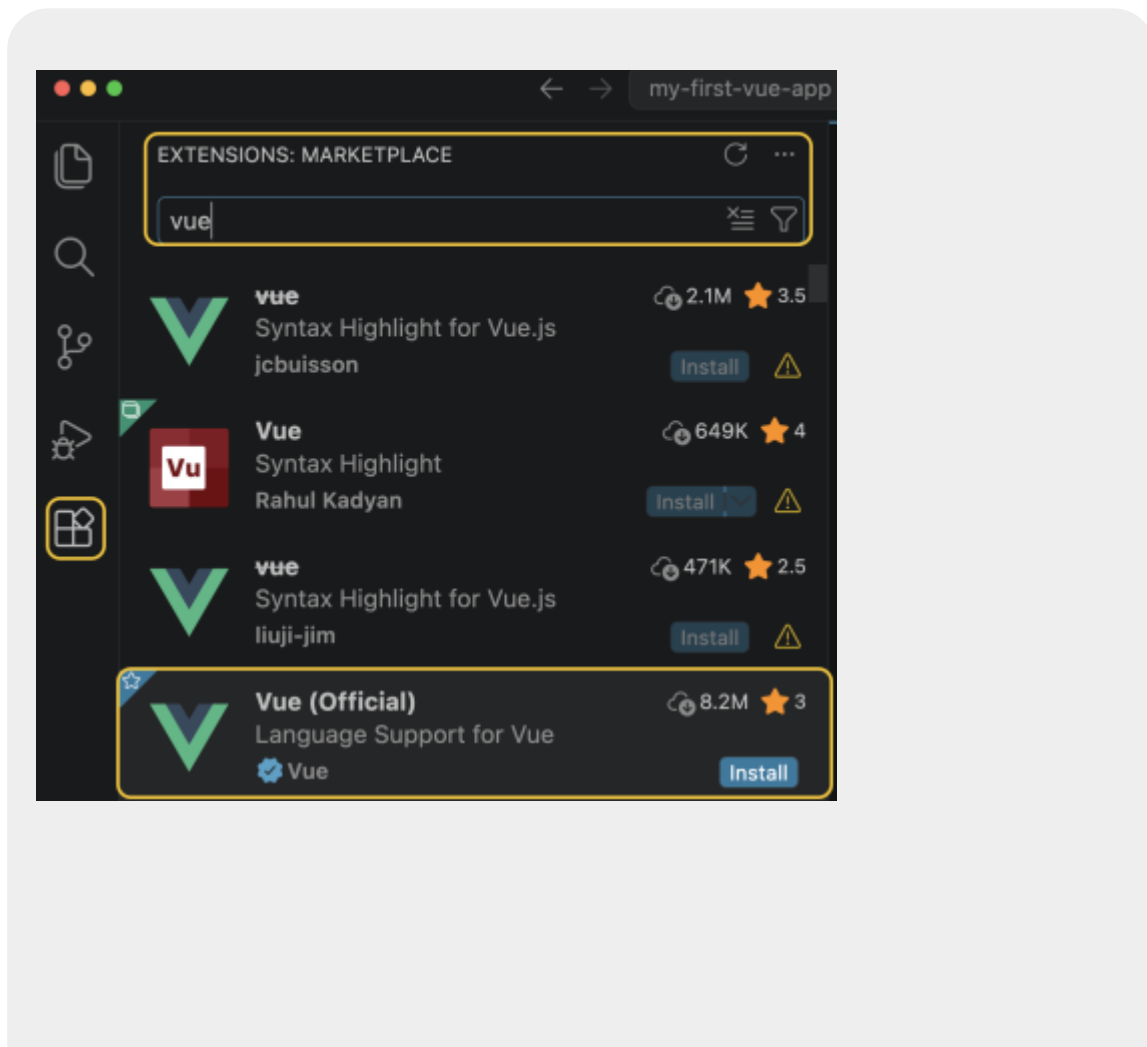 my-first-vue-app
EXTENSIONS: MARKETPLACE
vue
vue 2.1M 3.5
Syntax Highlight for Vue.js
jcbuisson Install
Vu
Vue 649K 4
Syntax Highlight
Rahul Kadyan Install
vue 471K 2.5
Syntax Highlight for Vue.js
liuji-jim Install
Vue (Official) 8.2M 3
Language Support for Vue
Vue Install